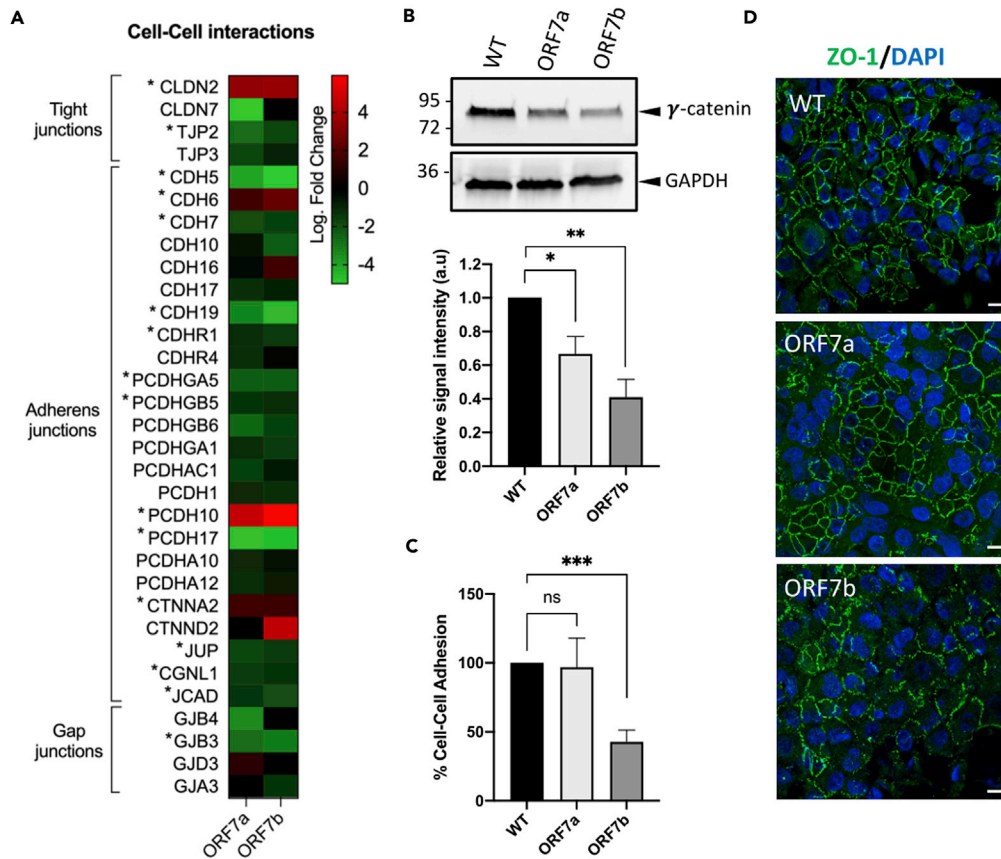 A
Cell-Cell interactions
Tight
junctions
* CLDN2
CLDN7
* TJP2
TJP3
Adherens
junctions
* CDH5
* CDH6
* CDH7
CDH10
CDH16
CDH17
* CDH19
* CDHR1
CDHR4
* PCDHGA5
* PCDHGB5
PCDHGB6
PCDHGA1
PCDHAC1
PCDH1
* PCDH10
* PCDH17
PCDHA10
PCDHA12
* CTNNA2
CTNND2
* JUP
* CGNL1
* JCAD
Gap
junctions
GJB4
* GJB3
GJD3
GJA3
ORF7a
ORF7b
4
2
0
-2
-4
Log. Fold Change
B
WT
ORF7a
ORF7b
95 -
72 -
γ-catenin
36 -
GAPDH
**
*
Relative signal intensity (a.u)
1.2
1.0
0.8
0.6
0.4
0.2
0.0
WT
ORF7a
ORF7b
C
***
ns
% Cell-Cell Adhesion
150
100
50
0
WT
ORF7a
ORF7b
D
ZO-1/DAPI
WT
ORF7a
ORF7b